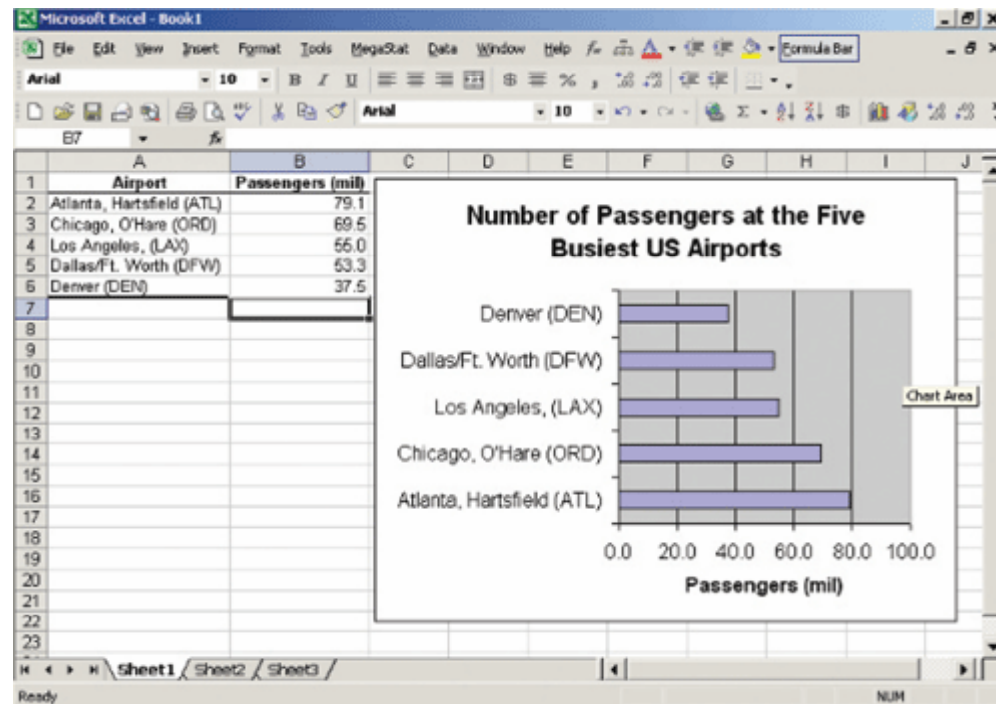 Microsoft Excel - Book1
File Edit View Insert Format Tools MegaStat Data Window Help Formula Bar
Arial 10 B I U $ % ,
Arial 10
B7 fx
A B C D E F G H I J
1 Airport Passengers (mil)
2 Atlanta, Hartsfield (ATL) 79.1
3 Chicago, O'Hare (ORD) 69.5
4 Los Angeles, (LAX) 55.0
5 Dallas/Ft. Worth (DFW) 53.3
6 Denver (DEN) 37.5
7
8
9
10
11
12
13
14
15
16
17
18
19
20
21
22
23
Number of Passengers at the Five
Busiest US Airports
Denver (DEN)
Dallas/Ft. Worth (DFW)
Los Angeles, (LAX)
Chicago, O'Hare (ORD)
Atlanta, Hartsfield (ATL)
0.0 20.0 40.0 60.0 80.0 100.0
Passengers (mil)
Chart Area
Sheet1 Sheet2 Sheet3
Ready NUM